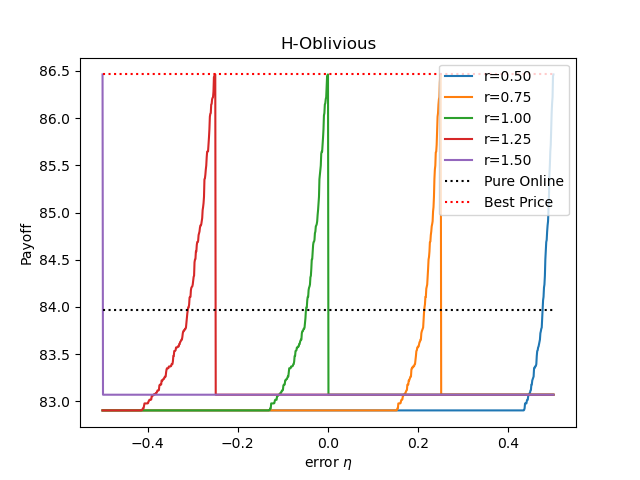 H-Oblivious
Payoff
86.5
86.0
85.5
85.0
84.5
84.0
83.5
83.0
−0.4
−0.2
0.0
0.2
0.4
error η
r=0.50
r=0.75
r=1.00
r=1.25
r=1.50
Pure Online
Best Price